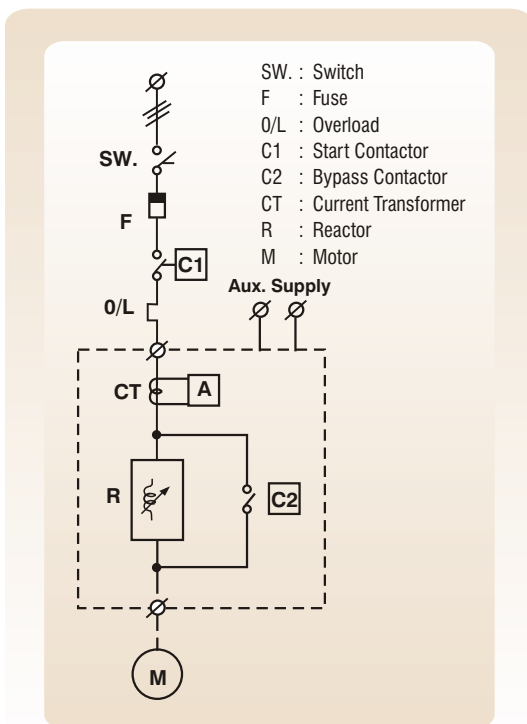 SW. : Switch
F : Fuse
0/L : Overload
C1 : Start Contactor
C2 : Bypass Contactor
CT : Current Transformer
R : Reactor
M : Motor
Aux. Supply
SW.
F
C1
0/L
CT
A
R
C2
M